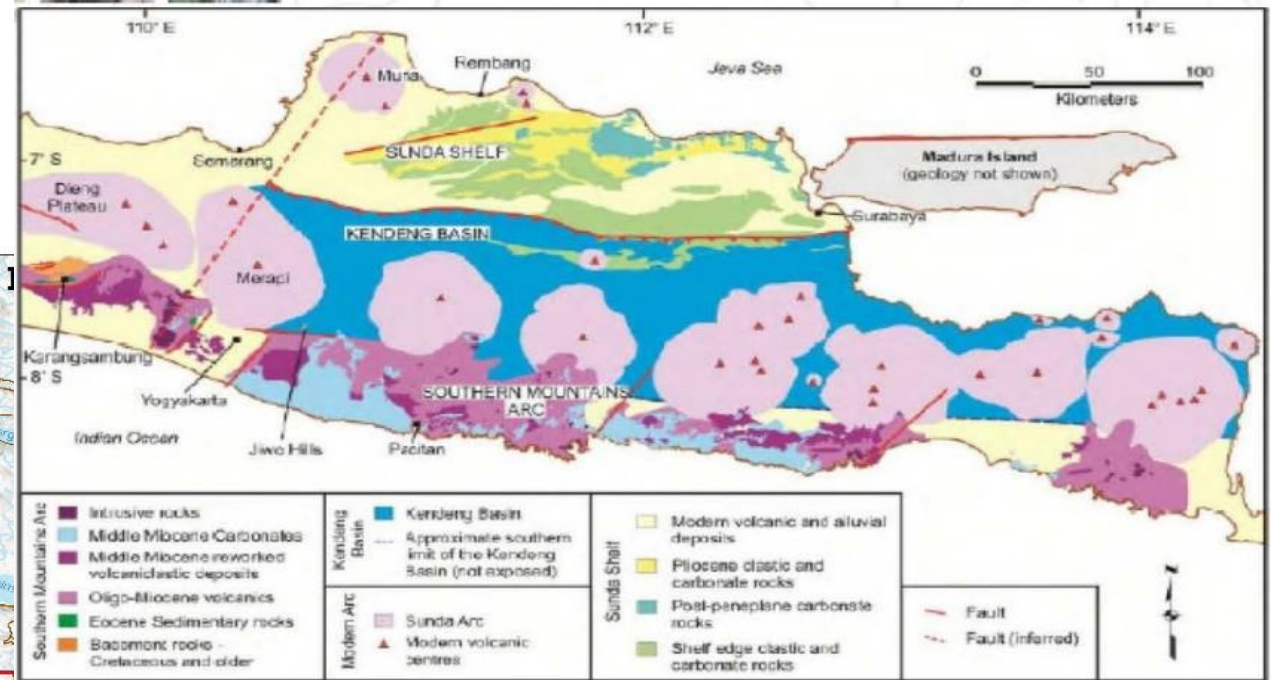 110° E
112° E
114° E
Muria
Rembang
Java Sea
0 50 100
Kilometers
7° S
Semarang
SUNDA SHELF
Madura Island
(geology not shown)
Dieng
Plateau
Surabaya
KENDENG BASIN
Merapi
Karangsambung
8° S
SOUTHERN MOUNTAINS
ARC
Yogyakarta
Indian Ocean
Jiwo Hills
Pacitan
Southern Mountains Arc
Intrusive rocks
Middle Miocene Carbonates
Middle Miocene reworked
volcaniclastic deposits
Oligo-Miocene volcanics
Eocene Sedimentary rocks
Basement rocks -
Cretaceous and older
Kendeng
Basin
Kendeng Basin
Approximate southern
limit of the Kendeng
Basin (not exposed)
Modern Arc
Sunda Arc
Modern volcanic
centres
Sunda Shelf
Modern volcanic and alluvial
deposits
Pliocene clastic and
carbonate rocks
Post-peneplane carbonate
rocks
Shelf edge clastic and
carbonate rocks
Fault
Fault (inferred)
N